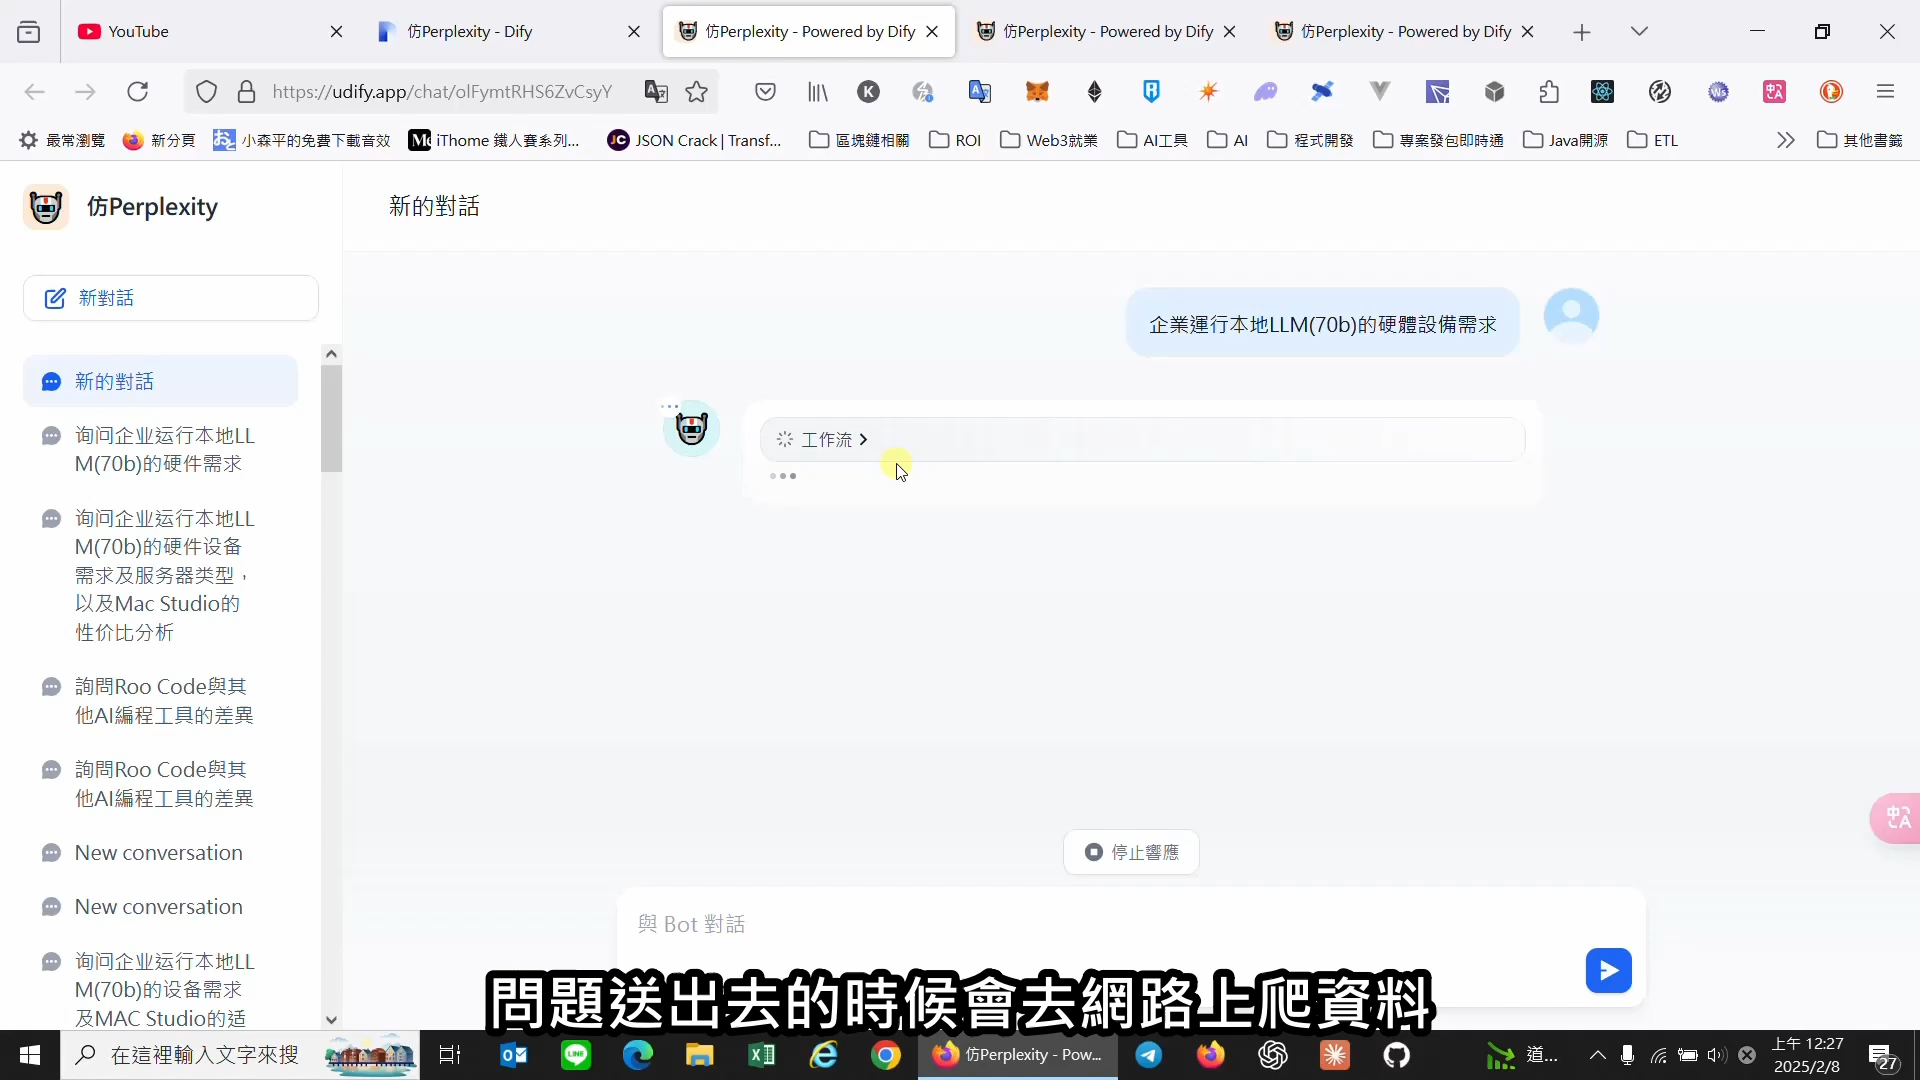 YouTube
仿Perplexity - Dify
仿Perplexity - Powered by Dify
仿Perplexity - Powered by Dify
仿Perplexity - Powered by Dify
https://udify.app/chat/olFymtRHS6ZvCsyY
最常瀏覽
新分頁
小森平的免費下載音效
iThome 鐵人賽系列...
JSON Crack | Transf...
區塊鏈相關
ROI
Web3就業
AI工具
AI
程式開發
專案發包即時通
Java開源
ETL
其他書籤
仿Perplexity
新的對話
新對話
新的對話
询问企业运行本地LL
M(70b)的硬件需求
询问企业运行本地LL
M(70b)的硬件设备
需求及服务器类型，
以及Mac Studio的
性价比分析
詢問Roo Code與其
他AI編程工具的差異
詢問Roo Code與其
他AI編程工具的差異
New conversation
New conversation
询问企业运行本地LL
M(70b)的设备需求
及MAC Studio的适
企業運行本地LLM(70b)的硬體設備需求
工作流
停止響應
與 Bot 對話
問題送出去的時候會去網路上爬資料
在這裡輸入文字來搜
仿Perplexity - Pow...
道...
上午 12:27
2025/2/8
27